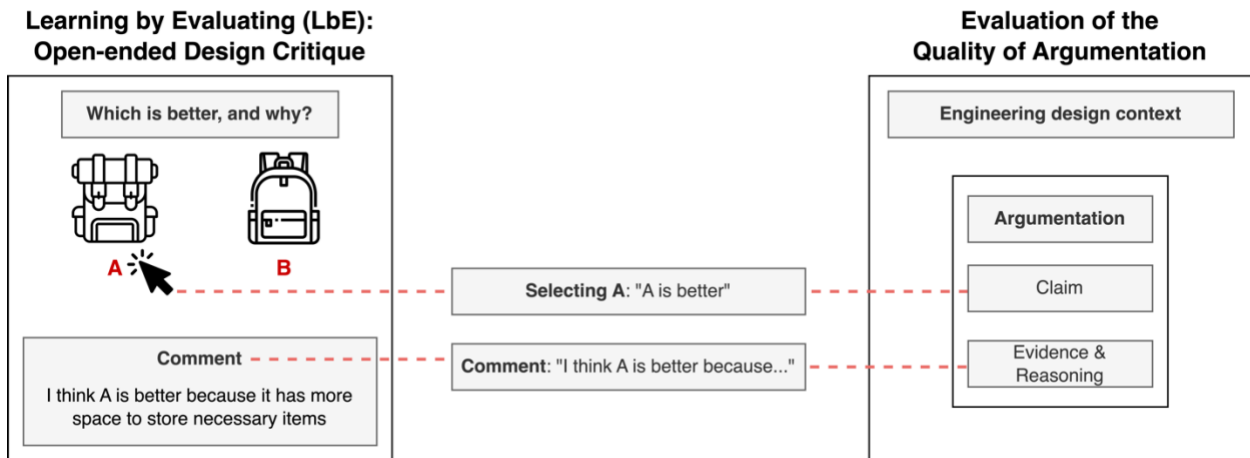 Learning by Evaluating (LbE):
Open-ended Design Critique
Which is better, and why?
A
B
Comment
I think A is better because it has more
space to store necessary items
Selecting A: "A is better"
Comment: "I think A is better because..."
Evaluation of the
Quality of Argumentation
Engineering design context
Argumentation
Claim
Evidence &
Reasoning